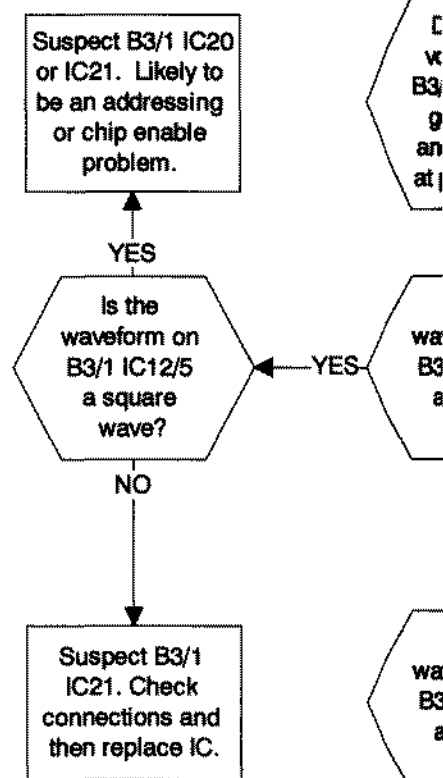 Suspect B3/1 IC20
or IC21. Likely to
be an addressing
or chip enable
problem.
YES
Is the
waveform on
B3/1 IC12/5
a square
wave?
YES
NO
Suspect B3/1
IC21. Check
connections and
then replace IC.
at